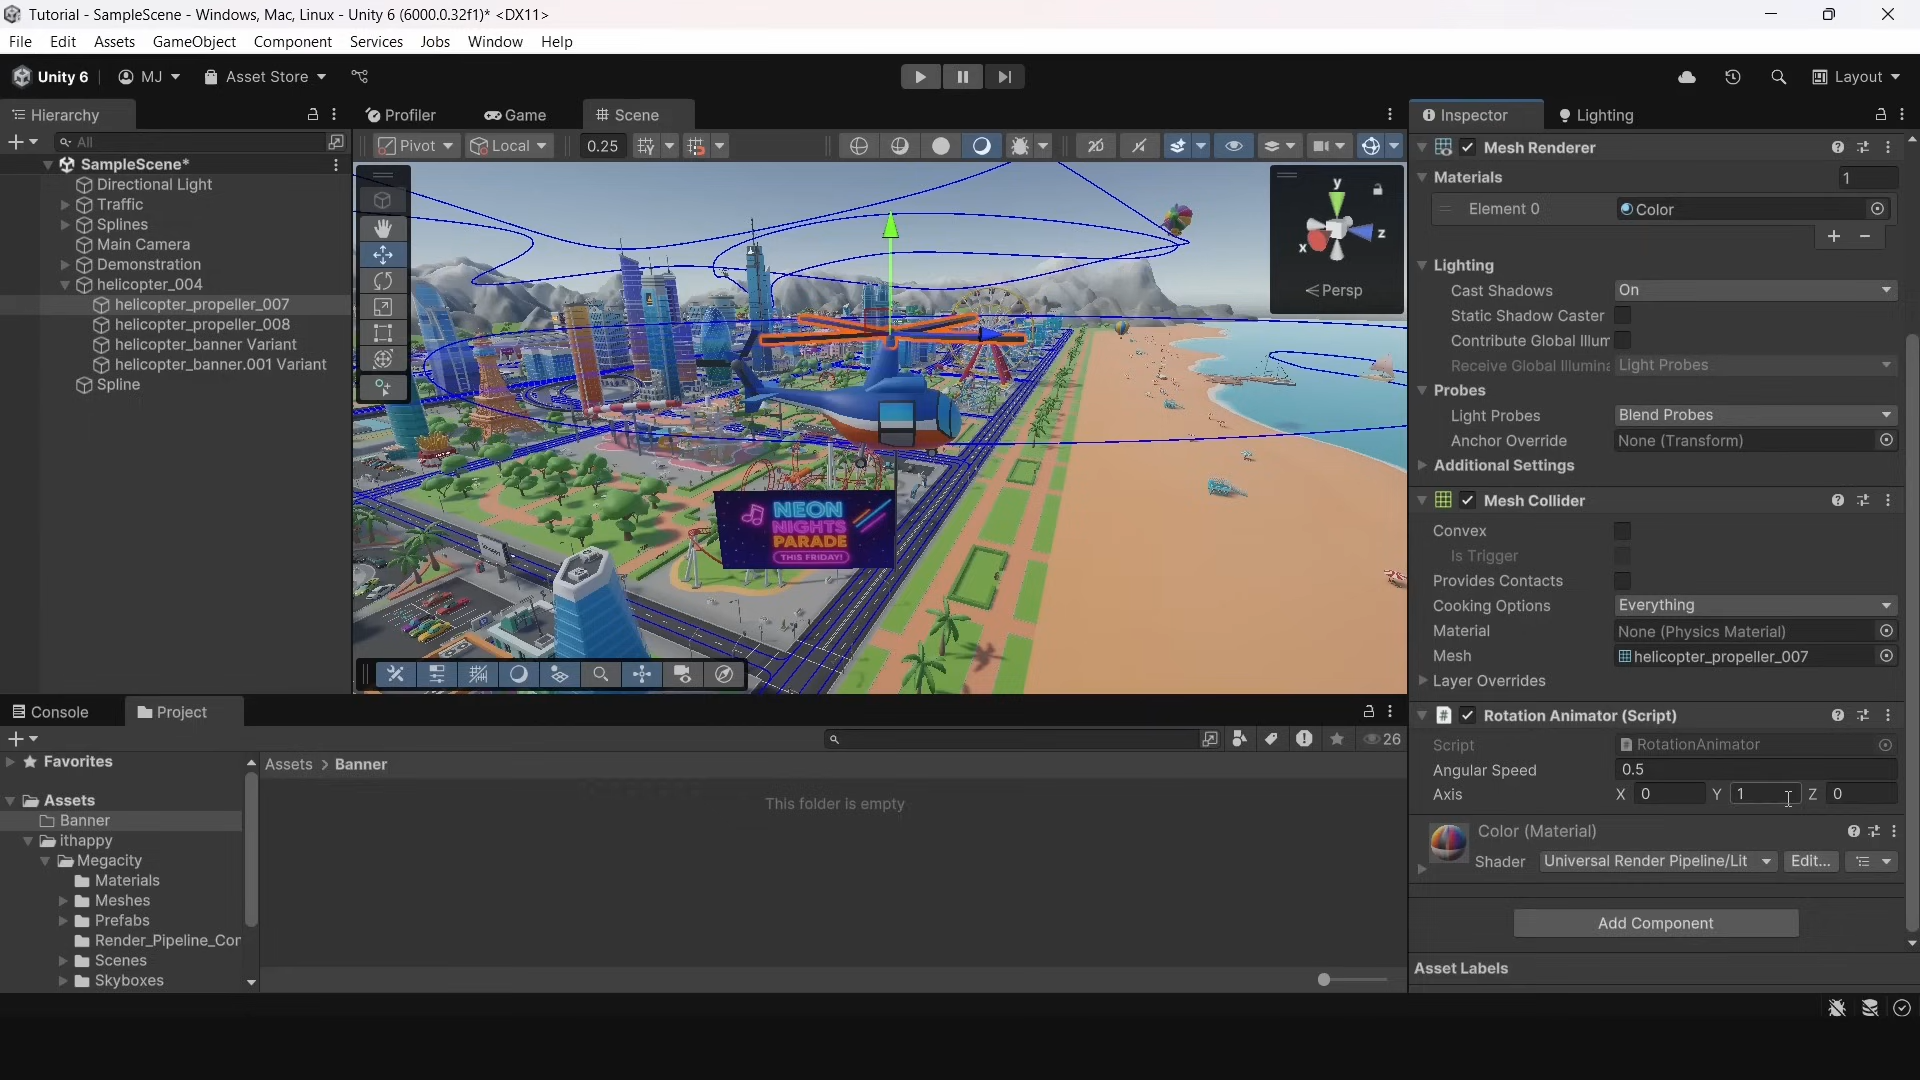 Tutorial - SampleScene - Windows, Mac, Linux - Unity 6 (6000.0.32f1)* <DX11>
File Edit Assets GameObject Component Services Jobs Window Help
Unity 6 MJ Asset Store Layout
Hierarchy
All
SampleScene*
Directional Light
Traffic
Splines
Main Camera
Demonstration
helicopter_004
helicopter_propeller_007
helicopter_propeller_008
helicopter_banner Variant
helicopter_banner.001 Variant
Spline
Profiler Game Scene
Pivot Local 0.25 2D
y
x z
Persp
NEON
NIGHTS
PARADE
THIS FRIDAY!
Console Project
26
Favorites
Assets
Banner
ithappy
Megacity
Materials
Meshes
Prefabs
Render_Pipeline_Cor
Scenes
Skyboxes
Assets > Banner
This folder is empty
Inspector Lighting
Mesh Renderer
Materials 1
Element 0 Color
Lighting
Cast Shadows On
Static Shadow Caster
Contribute Global Illum
Receive Global Illumina Light Probes
Probes
Light Probes Blend Probes
Anchor Override None (Transform)
Additional Settings
Mesh Collider
Convex
Is Trigger
Provides Contacts
Cooking Options Everything
Material None (Physics Material)
Mesh helicopter_propeller_007
Layer Overrides
Rotation Animator (Script)
Script RotationAnimator
Angular Speed 0.5
Axis X 0 Y 1 Z 0
Color (Material)
Shader Universal Render Pipeline/Lit Edit...
Add Component
Asset Labels